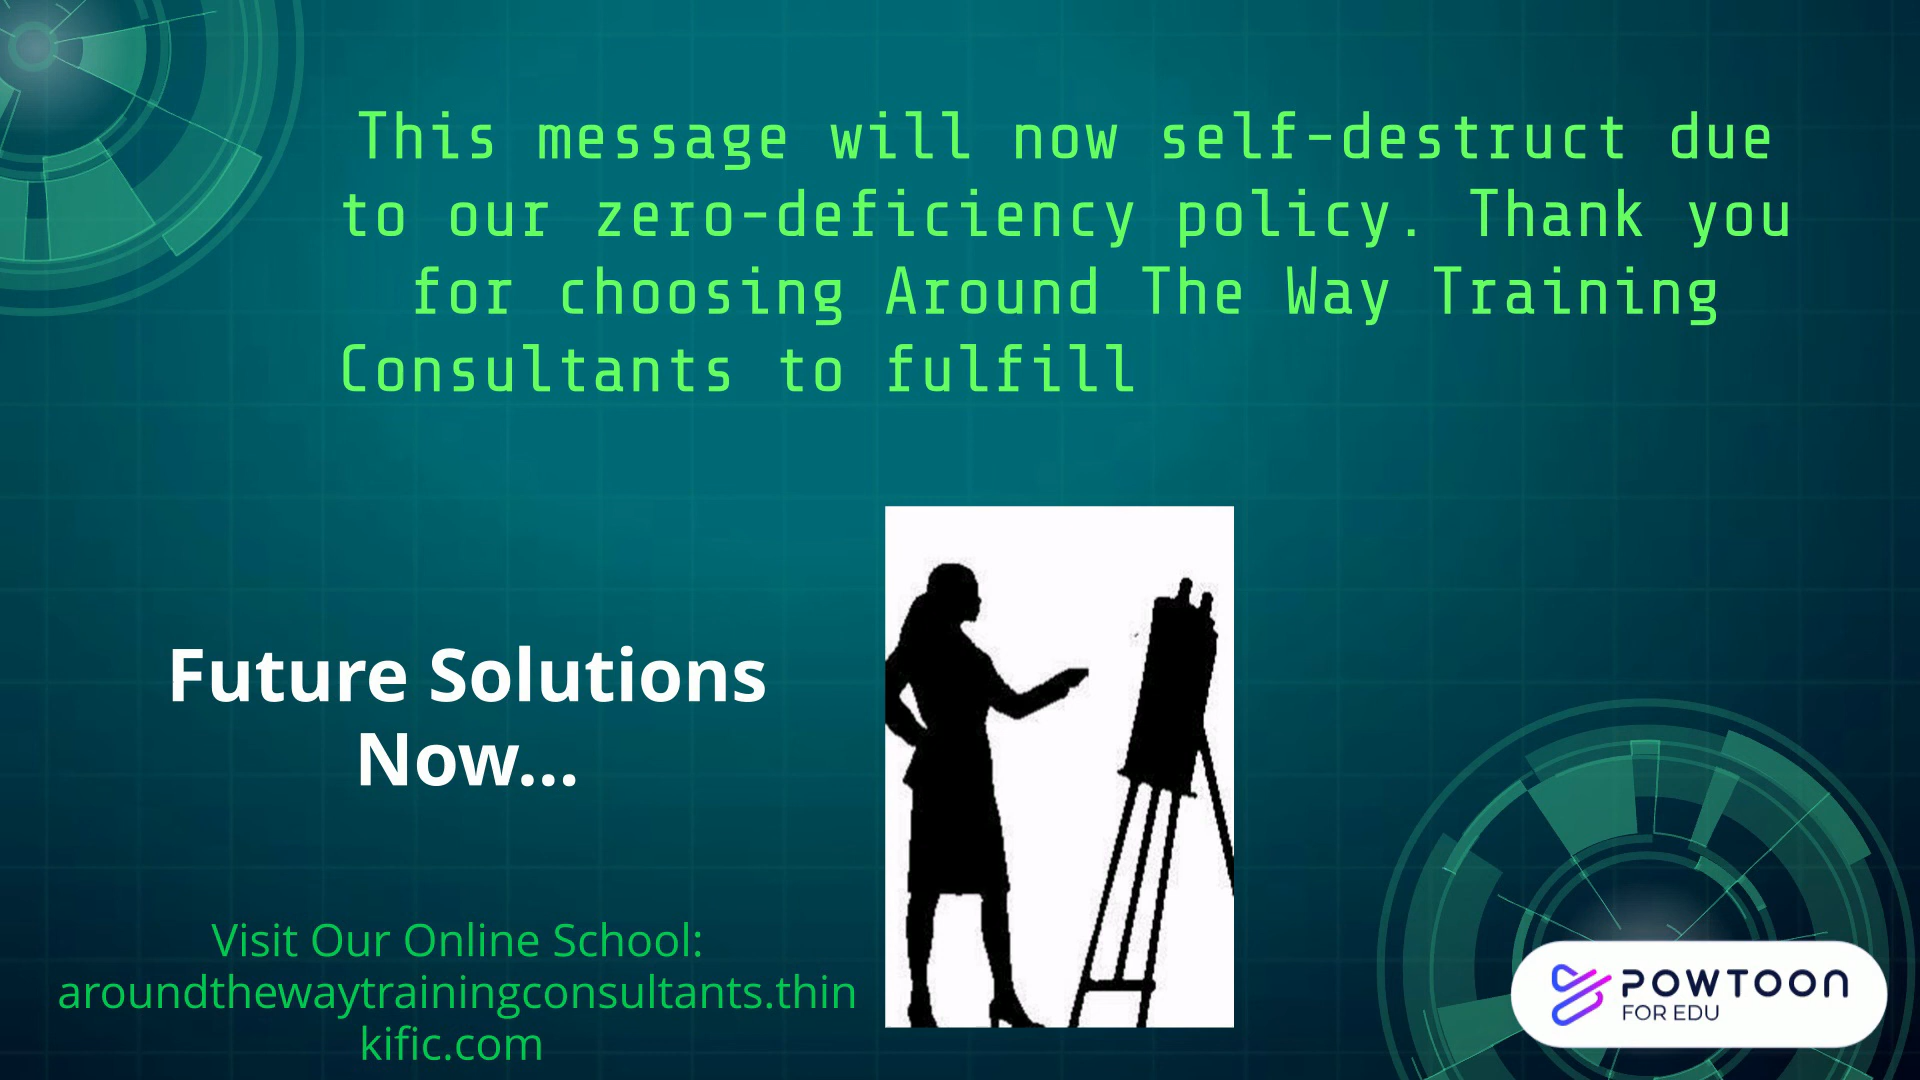 This message will now self-destruct due
to our zero-deficiency policy. Thank you
for choosing Around The Way Training
Consultants to fulfill
Future Solutions
Now...
Visit Our Online School:
aroundthewaytrainingconsultants.thin
kific.com
POWTOON
FOR EDU